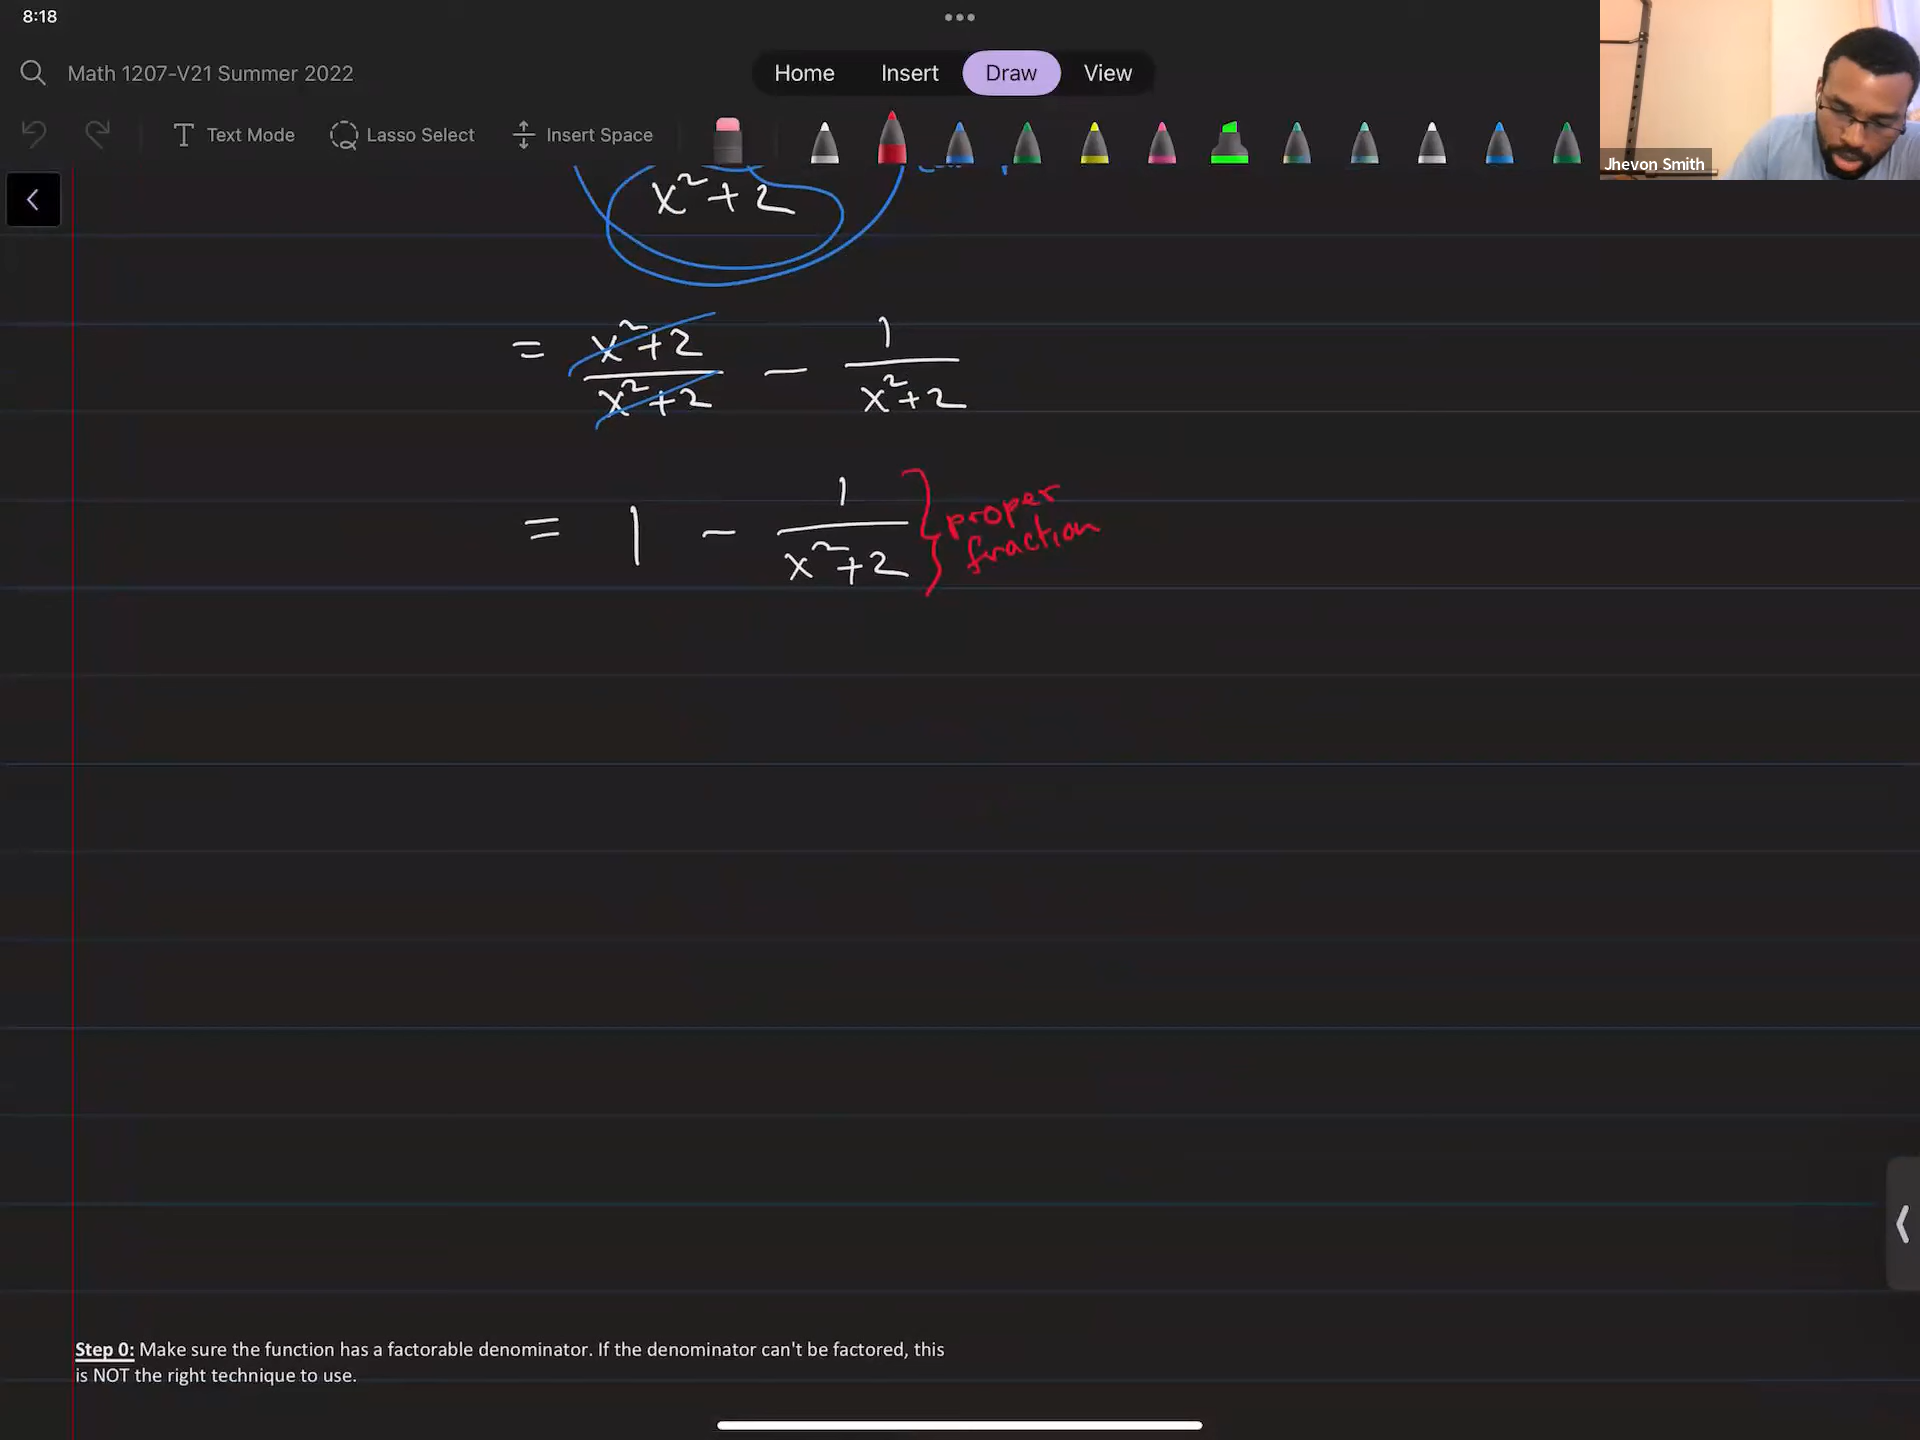 8:18
Math 1207-V21 Summer 2022
Home Insert Draw View
Text Mode Lasso Select Insert Space
Jhevon Smith
x²+2
= x²+2/x²+2 − 1/x²+2
= 1 − 1/x²+2 } proper
fraction
Step 0: Make sure the function has a factorable denominator. If the denominator can't be factored, this
is NOT the right technique to use.